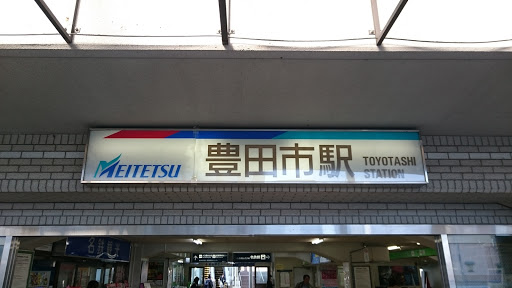 MEITETSU
豊田市駅
TOYOTASHI
STATION